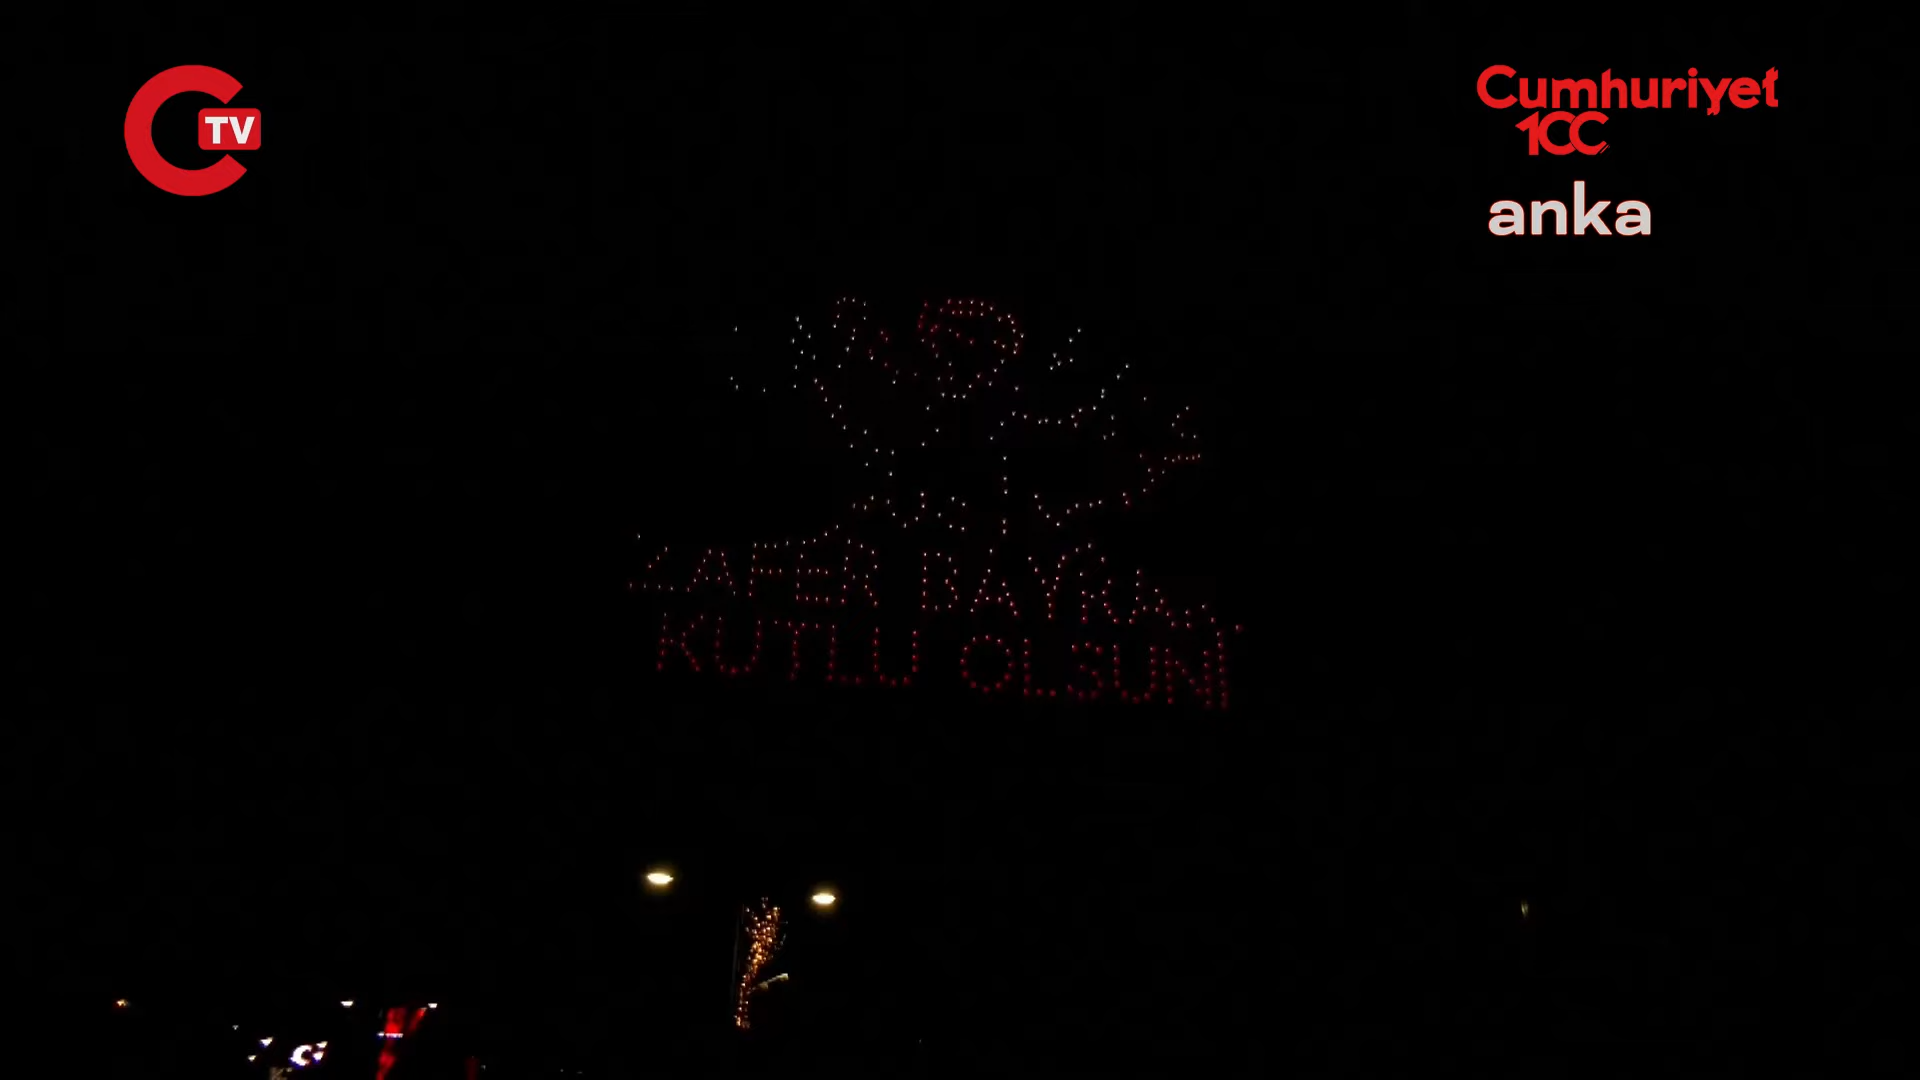 TV
Cumhuriyet
100
anka
ZAFER BAYRAMI
KUTLU OLSUN!